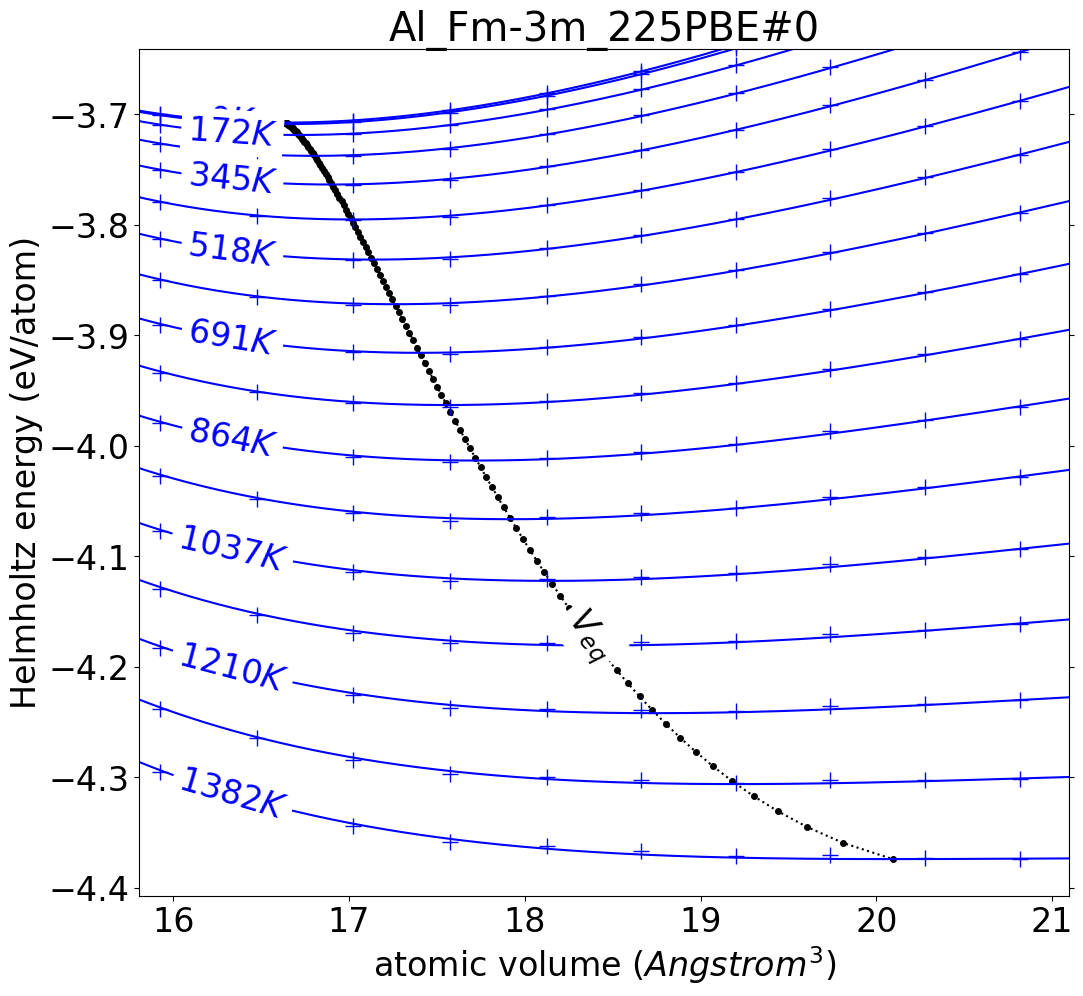 Al_Fm-3m_225PBE#0
Helmholtz energy (eV/atom)
−3.7
−3.8
−3.9
−4.0
−4.1
−4.2
−4.3
−4.4
172K
345K
518K
691K
864K
1037K
1210K
1382K
V_eq
16 17 18 19 20 21
atomic volume (Angstrom³)